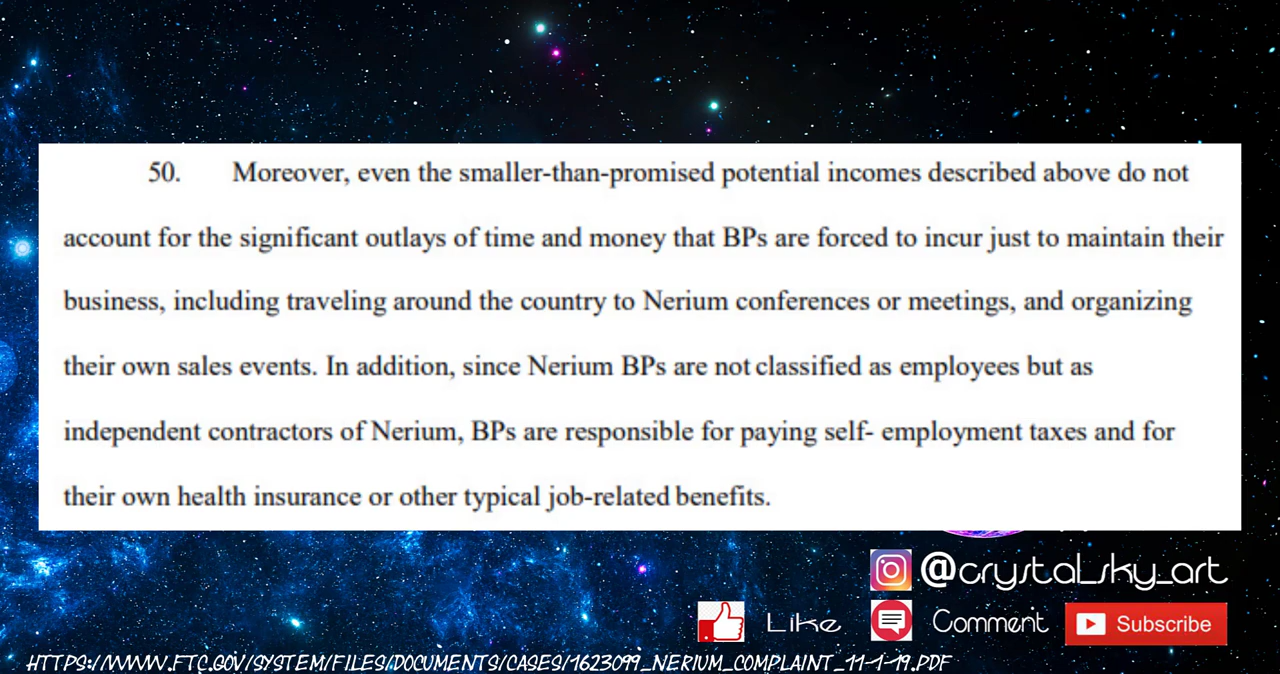 50. Moreover, even the smaller-than-promised potential incomes described above do not
account for the significant outlays of time and money that BPs are forced to incur just to maintain their
business, including traveling around the country to Nerium conferences or meetings, and organizing
their own sales events. In addition, since Nerium BPs are not classified as employees but as
independent contractors of Nerium, BPs are responsible for paying self- employment taxes and for
their own health insurance or other typical job-related benefits.
@crystal_sky_art
Like Comment Subscribe
HTTPS://WWW.FTC.GOV/SYSTEM/FILES/DOCUMENTS/CASES/1623099_NERIUM_COMPLAINT_11-1-19.PDF